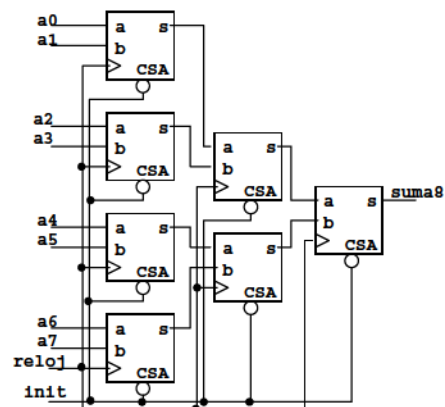 a0 a s
a1 b
CSA
a2 a s
a3 b
CSA
a s
b
CSA
a s suma8
b
CSA
a4 a s
a5 b
CSA
a s
b
CSA
a6 a s
a7 b
reloj CSA
init